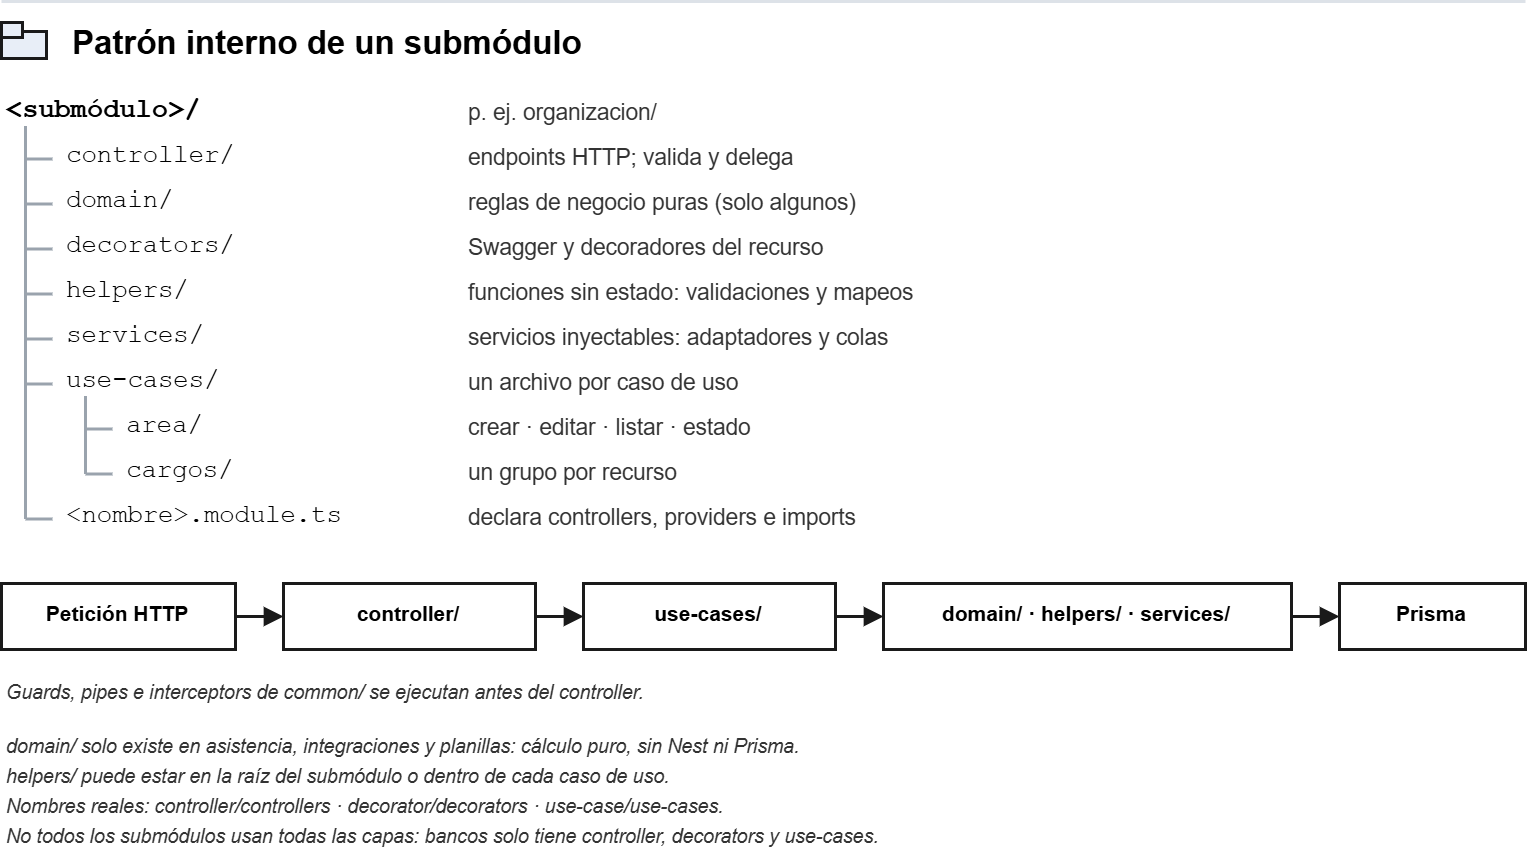 Patrón interno de un submódulo
<submódulo>/ p. ej. organizacion/
controller/ endpoints HTTP; valida y delega
domain/ reglas de negocio puras (solo algunos)
decorators/ Swagger y decoradores del recurso
helpers/ funciones sin estado: validaciones y mapeos
services/ servicios inyectables: adaptadores y colas
use-cases/ un archivo por caso de uso
area/ crear · editar · listar · estado
cargos/ un grupo por recurso
<nombre>.module.ts declara controllers, providers e imports
Petición HTTP controller/ use-cases/ domain/ · helpers/ · services/ Prisma
Guards, pipes e interceptors de common/ se ejecutan antes del controller.
domain/ solo existe en asistencia, integraciones y planillas: cálculo puro, sin Nest ni Prisma.
helpers/ puede estar en la raíz del submódulo o dentro de cada caso de uso.
Nombres reales: controller/controllers · decorator/decorators · use-case/use-cases.
No todos los submódulos usan todas las capas: bancos solo tiene controller, decorators y use-cases.